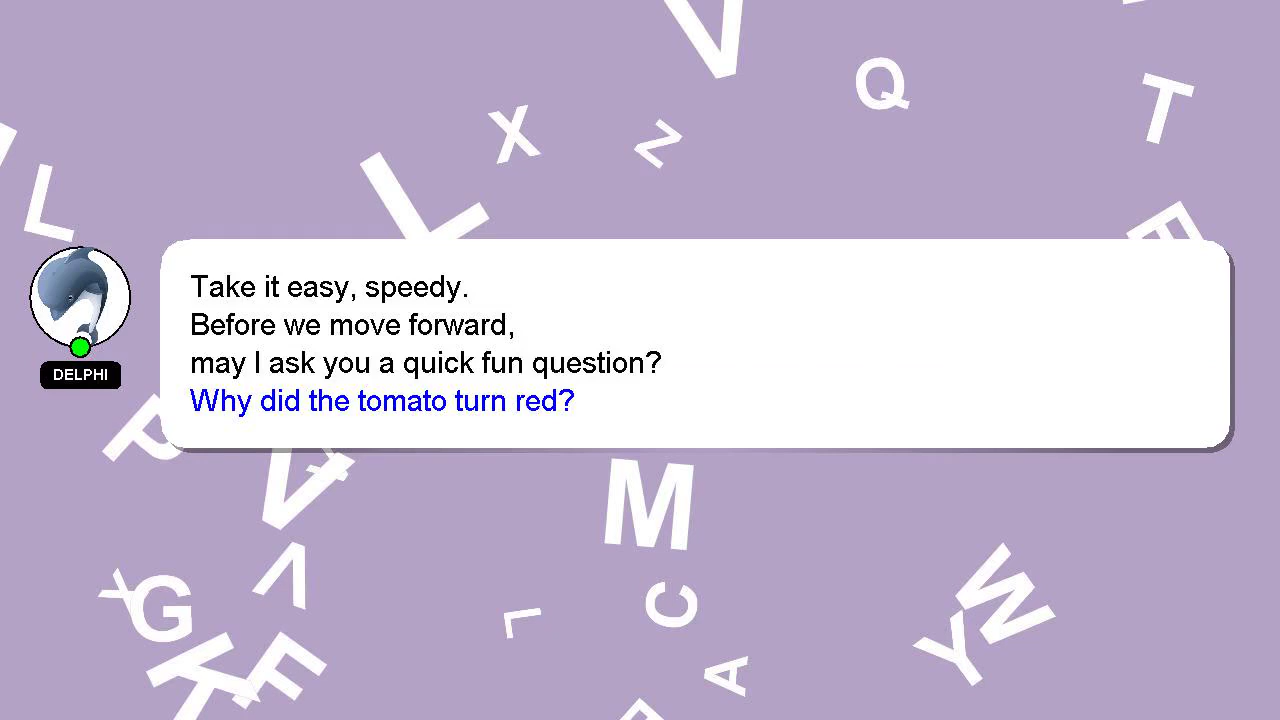 V
Q
T
X
Z
L
L
E
Take it easy, speedy.
Before we move forward,
may I ask you a quick fun question?
Why did the tomato turn red?
DELPHI
P
V
M
V
X
G
C
L
W
Y
K
F
A